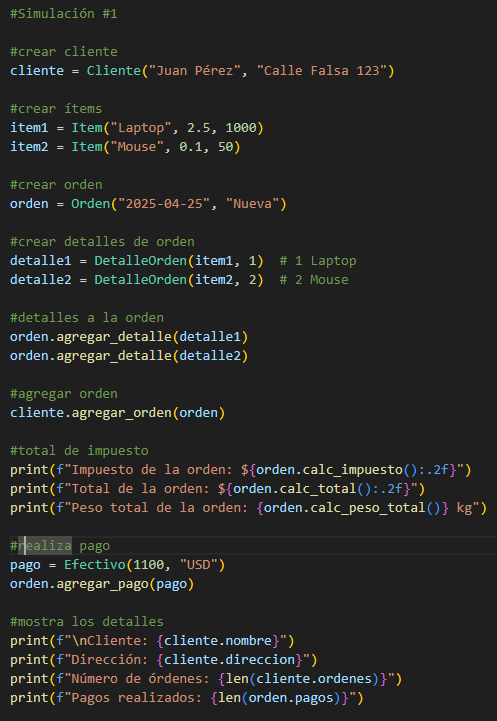 #Simulación #1
#crear cliente
cliente = Cliente("Juan Pérez", "Calle Falsa 123")
#crear ítems
item1 = Item("Laptop", 2.5, 1000)
item2 = Item("Mouse", 0.1, 50)
#crear orden
orden = Orden("2025-04-25", "Nueva")
#crear detalles de orden
detalle1 = DetalleOrden(item1, 1)  # 1 Laptop
detalle2 = DetalleOrden(item2, 2)  # 2 Mouse
#detalles a la orden
orden.agregar_detalle(detalle1)
orden.agregar_detalle(detalle2)
#agregar orden
cliente.agregar_orden(orden)
#total de impuesto
print(f"Impuesto de la orden: ${orden.calc_impuesto():.2f}")
print(f"Total de la orden: ${orden.calc_total():.2f}")
print(f"Peso total de la orden: {orden.calc_peso_total()} kg")
#realiza pago
pago = Efectivo(1100, "USD")
orden.agregar_pago(pago)
#mostra los detalles
print(f"\nCliente: {cliente.nombre}")
print(f"Dirección: {cliente.direccion}")
print(f"Número de órdenes: {len(cliente.ordenes)}")
print(f"Pagos realizados: {len(orden.pagos)}")